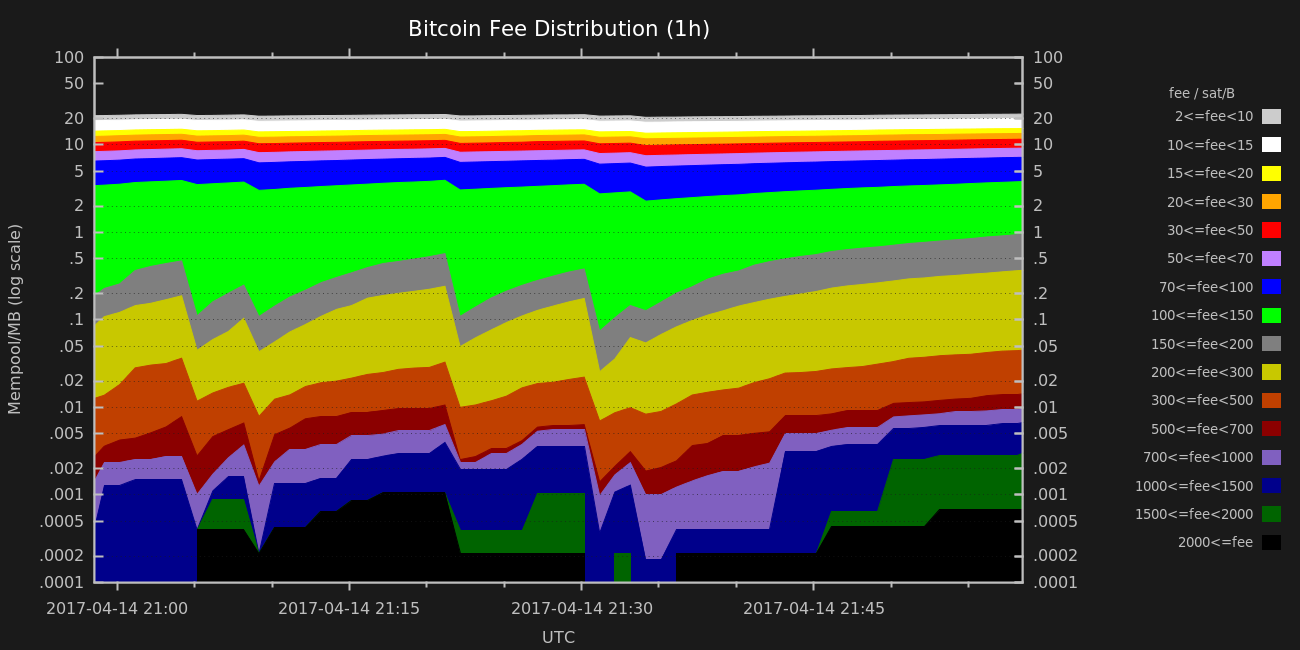 Bitcoin Fee Distribution (1h)
Mempool/MB (log scale)
100
50
20
10
5
2
1
.5
.2
.1
.05
.02
.01
.005
.002
.001
.0005
.0002
.0001
100
50
20
10
5
2
1
.5
.2
.1
.05
.02
.01
.005
.002
.001
.0005
.0002
.0001
fee / sat/B
2<=fee<10
10<=fee<15
15<=fee<20
20<=fee<30
30<=fee<50
50<=fee<70
70<=fee<100
100<=fee<150
150<=fee<200
200<=fee<300
300<=fee<500
500<=fee<700
700<=fee<1000
1000<=fee<1500
1500<=fee<2000
2000<=fee
2017-04-14 21:00 2017-04-14 21:15 2017-04-14 21:30 2017-04-14 21:45
UTC